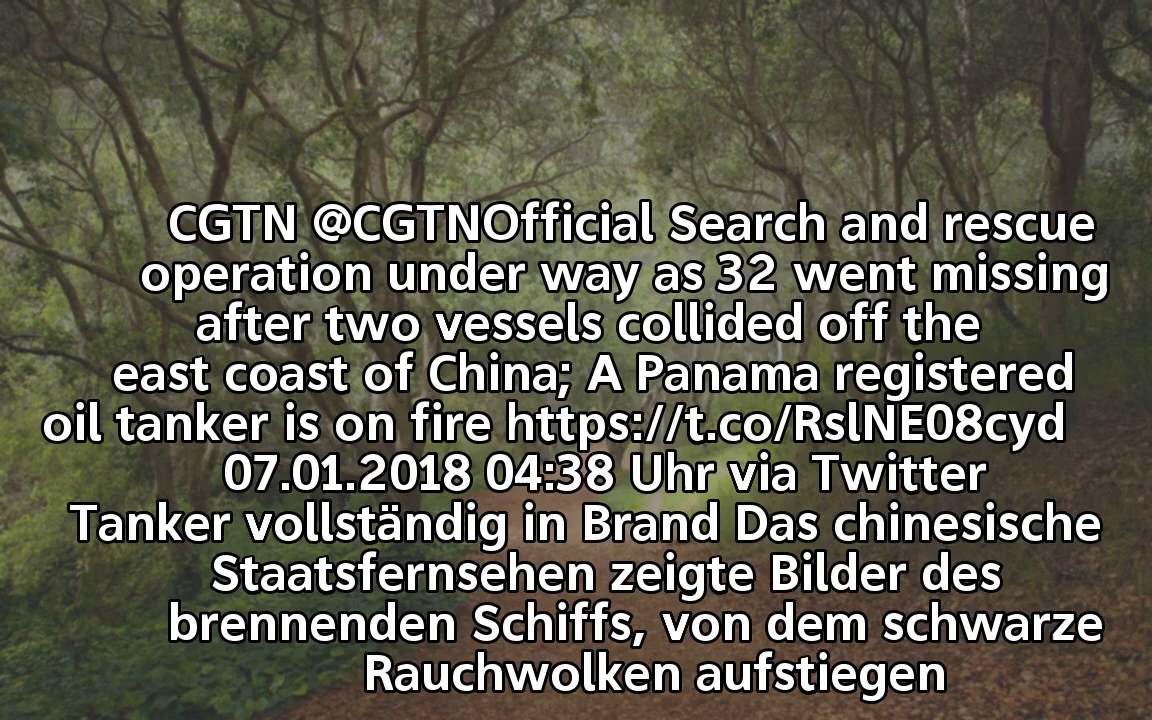 CGTN @CGTNOfficial Search and rescue
operation under way as 32 went missing
after two vessels collided off the
east coast of China; A Panama registered
oil tanker is on fire https://t.co/RslNE08cyd
07.01.2018 04:38 Uhr via Twitter
Tanker vollständig in Brand Das chinesische
Staatsfernsehen zeigte Bilder des
brennenden Schiffs, von dem schwarze
Rauchwolken aufstiegen